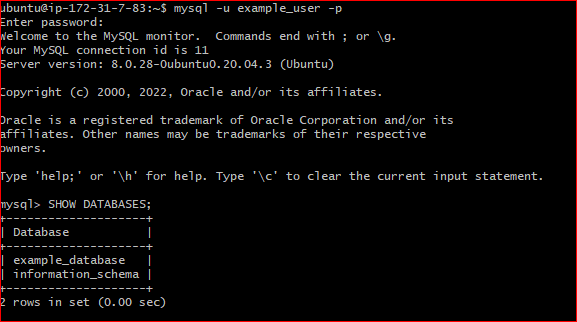 ubuntu@ip-172-31-7-83:~$ mysql -u example_user -p
Enter password:
Welcome to the MySQL monitor.  Commands end with ; or \g.
Your MySQL connection id is 11
Server version: 8.0.28-0ubuntu0.20.04.3 (Ubuntu)

Copyright (c) 2000, 2022, Oracle and/or its affiliates.

Oracle is a registered trademark of Oracle Corporation and/or its
affiliates. Other names may be trademarks of their respective
owners.

Type 'help;' or '\h' for help. Type '\c' to clear the current input statement.

mysql> SHOW DATABASES;
+--------------------+
| Database           |
+--------------------+
| example_database   |
| information_schema |
+--------------------+
2 rows in set (0.00 sec)